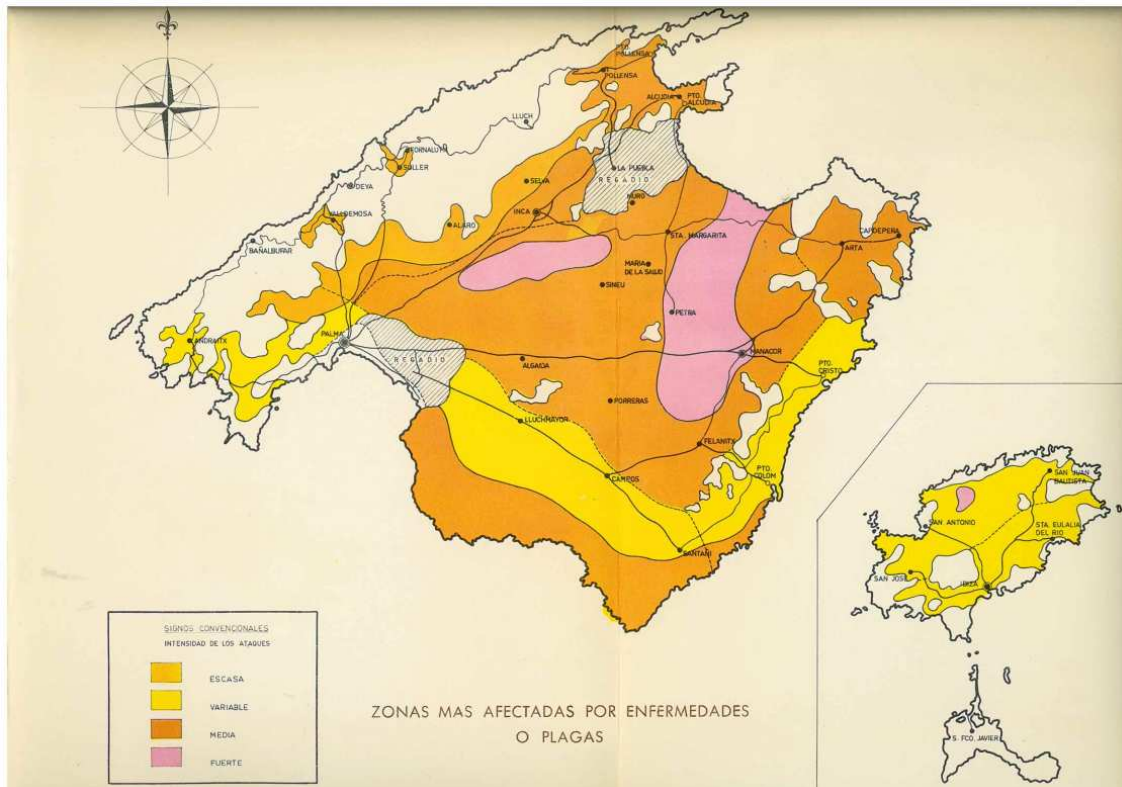 PTO. POLLENSA
POLLENSA
ALCUDIA
PTO. ALCUDIA
LLUCH
FORNALUTX
SOLLER
DEYA
LA PUEBLA
REGADIO
SELVA
MURO
INCA
VALLDEMOSA
ALARO
BAÑALBUFAR
STA. MARGARITA
CAPDEPERA
ARTA
MARIA
DE LA SALUD
SINEU
PETRA
ANDRAITX
PALMA
REGADIO
ALGAIDA
MANACOR
PTO.
CRISTO
PORRERAS
LLUCHMAYOR
FELANITX
PTO.
COLOM
CAMPOS
SANTAÑI
SAN JUAN
BAUTISTA
SAN ANTONIO
STA. EULALIA
DEL RIO
SAN JOSE
IBIZA
S. FCO. JAVIER
SIGNOS CONVENCIONALES
INTENSIDAD DE LOS ATAQUES
ESCASA
VARIABLE
MEDIA
FUERTE
ZONAS MAS AFECTADAS POR ENFERMEDADES
O PLAGAS